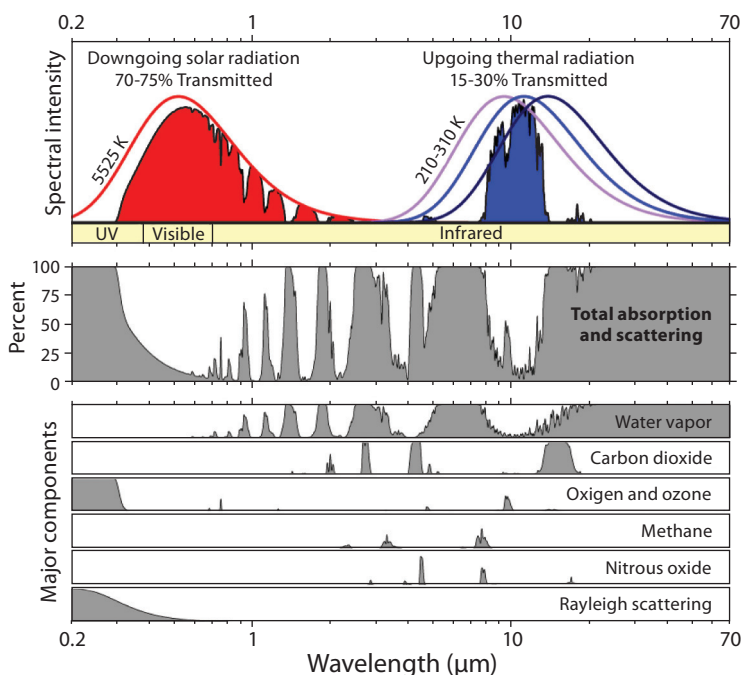 0.2 1 10 70
Downgoing solar radiation
70-75% Transmitted
Upgoing thermal radiation
15-30% Transmitted
Spectral intensity
5525 K
210-310 K
UV Visible Infrared
Percent
100
75
50
25
0
Total absorption
and scattering
Major components
Water vapor
Carbon dioxide
Oxigen and ozone
Methane
Nitrous oxide
Rayleigh scattering
0.2 1 10 70
Wavelength (μm)